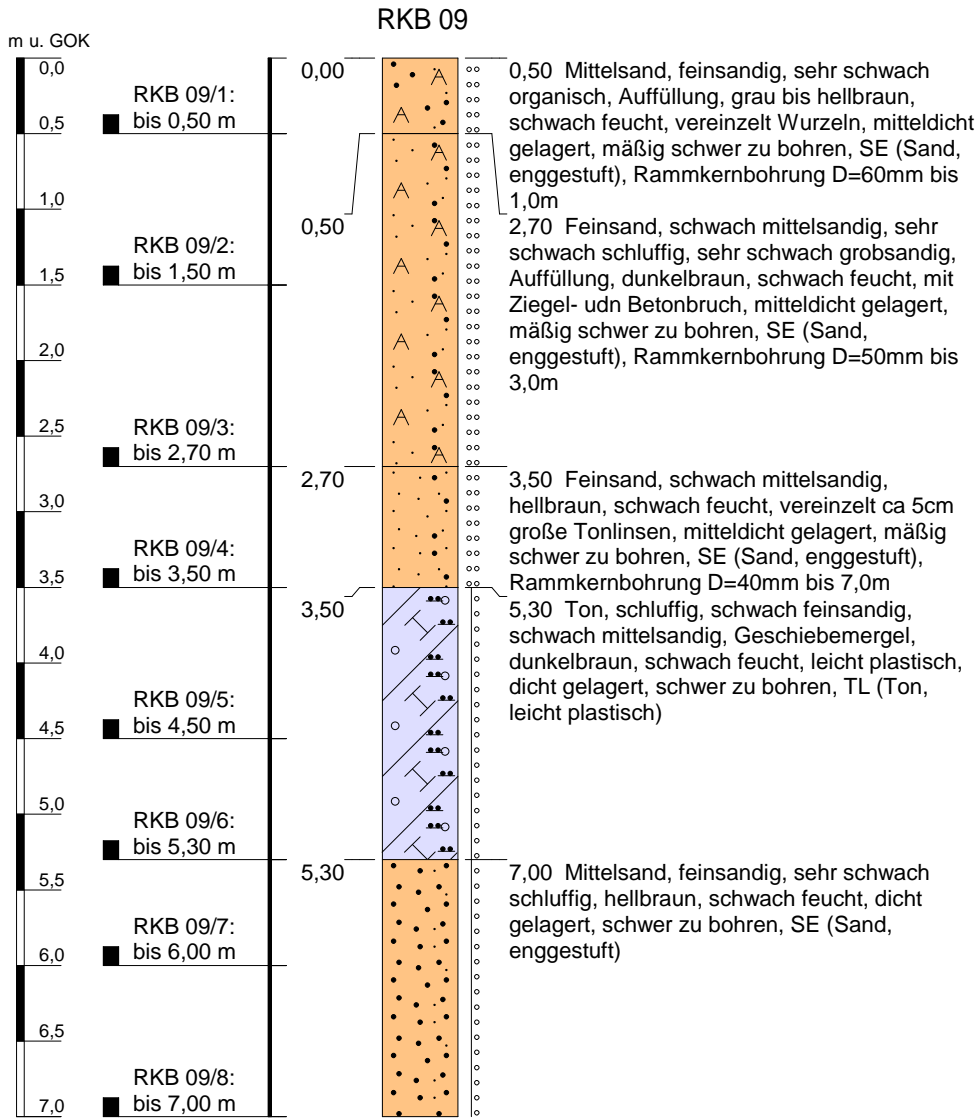 RKB 09
m u. GOK
0,0
0,5
1,0
1,5
2,0
2,5
3,0
3,5
4,0
4,5
5,0
5,5
6,0
6,5
7,0
RKB 09/1:
bis 0,50 m
RKB 09/2:
bis 1,50 m
RKB 09/3:
bis 2,70 m
RKB 09/4:
bis 3,50 m
RKB 09/5:
bis 4,50 m
RKB 09/6:
bis 5,30 m
RKB 09/7:
bis 6,00 m
RKB 09/8:
bis 7,00 m
0,00
0,50
2,70
3,50
5,30
0,50 Mittelsand, feinsandig, sehr schwach
organisch, Auffüllung, grau bis hellbraun,
schwach feucht, vereinzelt Wurzeln, mitteldicht
gelagert, mäßig schwer zu bohren, SE (Sand,
enggestuft), Rammkernbohrung D=60mm bis
1,0m
2,70 Feinsand, schwach mittelsandig, sehr
schwach schluffig, sehr schwach grobsandig,
Auffüllung, dunkelbraun, schwach feucht, mit
Ziegel- udn Betonbruch, mitteldicht gelagert,
mäßig schwer zu bohren, SE (Sand,
enggestuft), Rammkernbohrung D=50mm bis
3,0m
3,50 Feinsand, schwach mittelsandig,
hellbraun, schwach feucht, vereinzelt ca 5cm
große Tonlinsen, mitteldicht gelagert, mäßig
schwer zu bohren, SE (Sand, enggestuft),
Rammkernbohrung D=40mm bis 7,0m
5,30 Ton, schluffig, schwach feinsandig,
schwach mittelsandig, Geschiebemergel,
dunkelbraun, schwach feucht, leicht plastisch,
dicht gelagert, schwer zu bohren, TL (Ton,
leicht plastisch)
7,00 Mittelsand, feinsandig, sehr schwach
schluffig, hellbraun, schwach feucht, dicht
gelagert, schwer zu bohren, SE (Sand,
enggestuft)